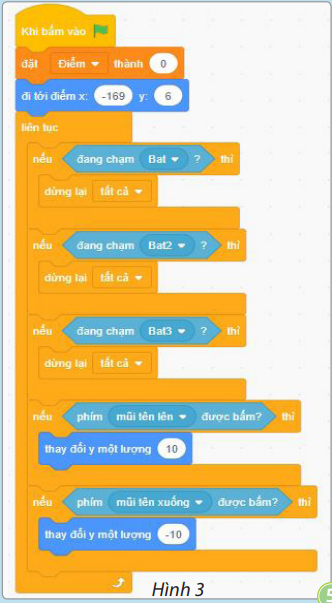 Khi bấm vào
đặt Điểm thành 0
đi tới điểm x: -169 y: 6
liên tục
nếu đang chạm Bat ? thì
dừng lại tất cả
nếu đang chạm Bat2 ? thì
dừng lại tất cả
nếu đang chạm Bat3 ? thì
dừng lại tất cả
nếu phím mũi tên lên được bấm? thì
thay đổi y một lượng 10
nếu phím mũi tên xuống được bấm? thì
thay đổi y một lượng -10
Hình 3